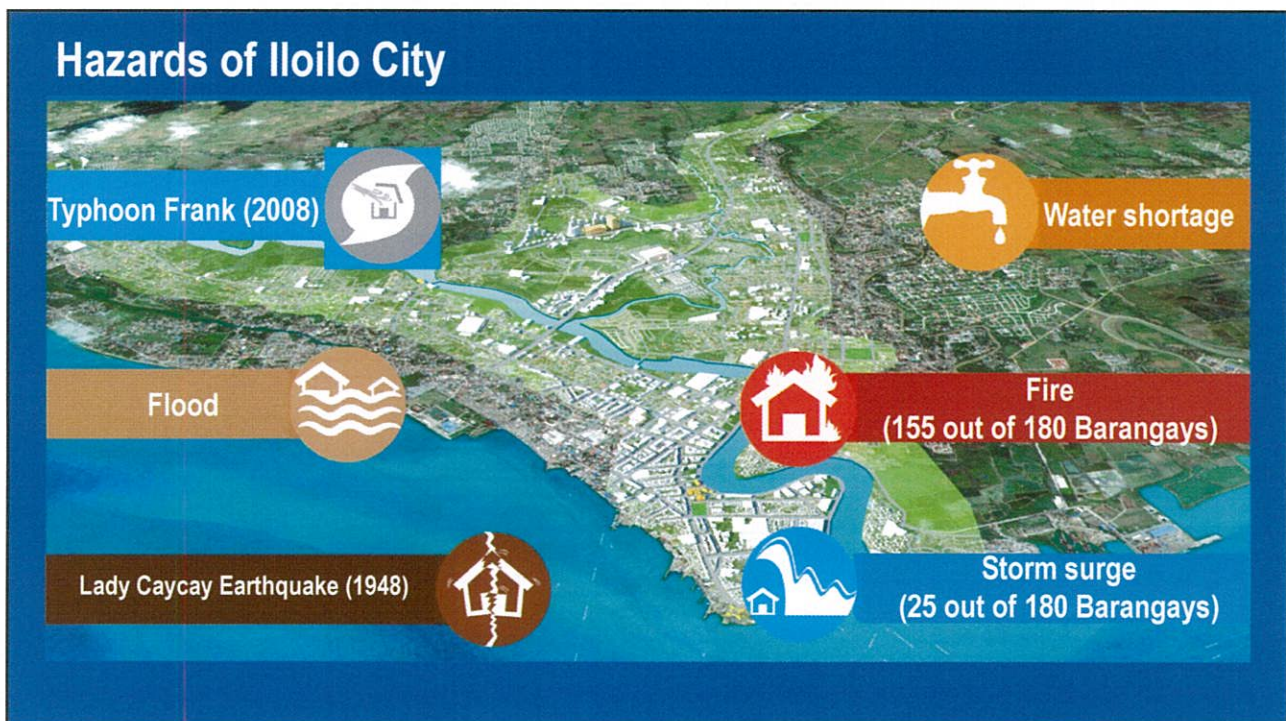 Hazards of Iloilo City
Typhoon Frank (2008)
Water shortage
Flood
Fire
(155 out of 180 Barangays)
Lady Caycay Earthquake (1948)
Storm surge
(25 out of 180 Barangays)